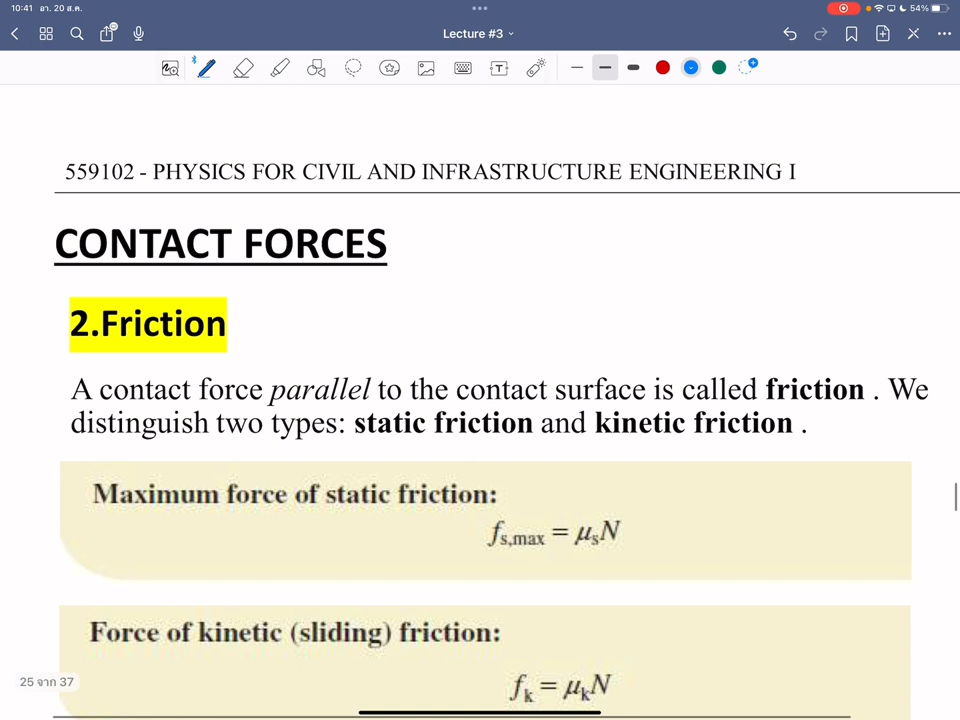 10:41 อา. 20 ส.ค.
54%
Lecture #3
559102 - PHYSICS FOR CIVIL AND INFRASTRUCTURE ENGINEERING I
CONTACT FORCES
2.Friction
A contact force parallel to the contact surface is called friction . We
distinguish two types: static friction and kinetic friction .
Maximum force of static friction:
fs,max = μsN
Force of kinetic (sliding) friction:
fk = μkN
25 จาก 37